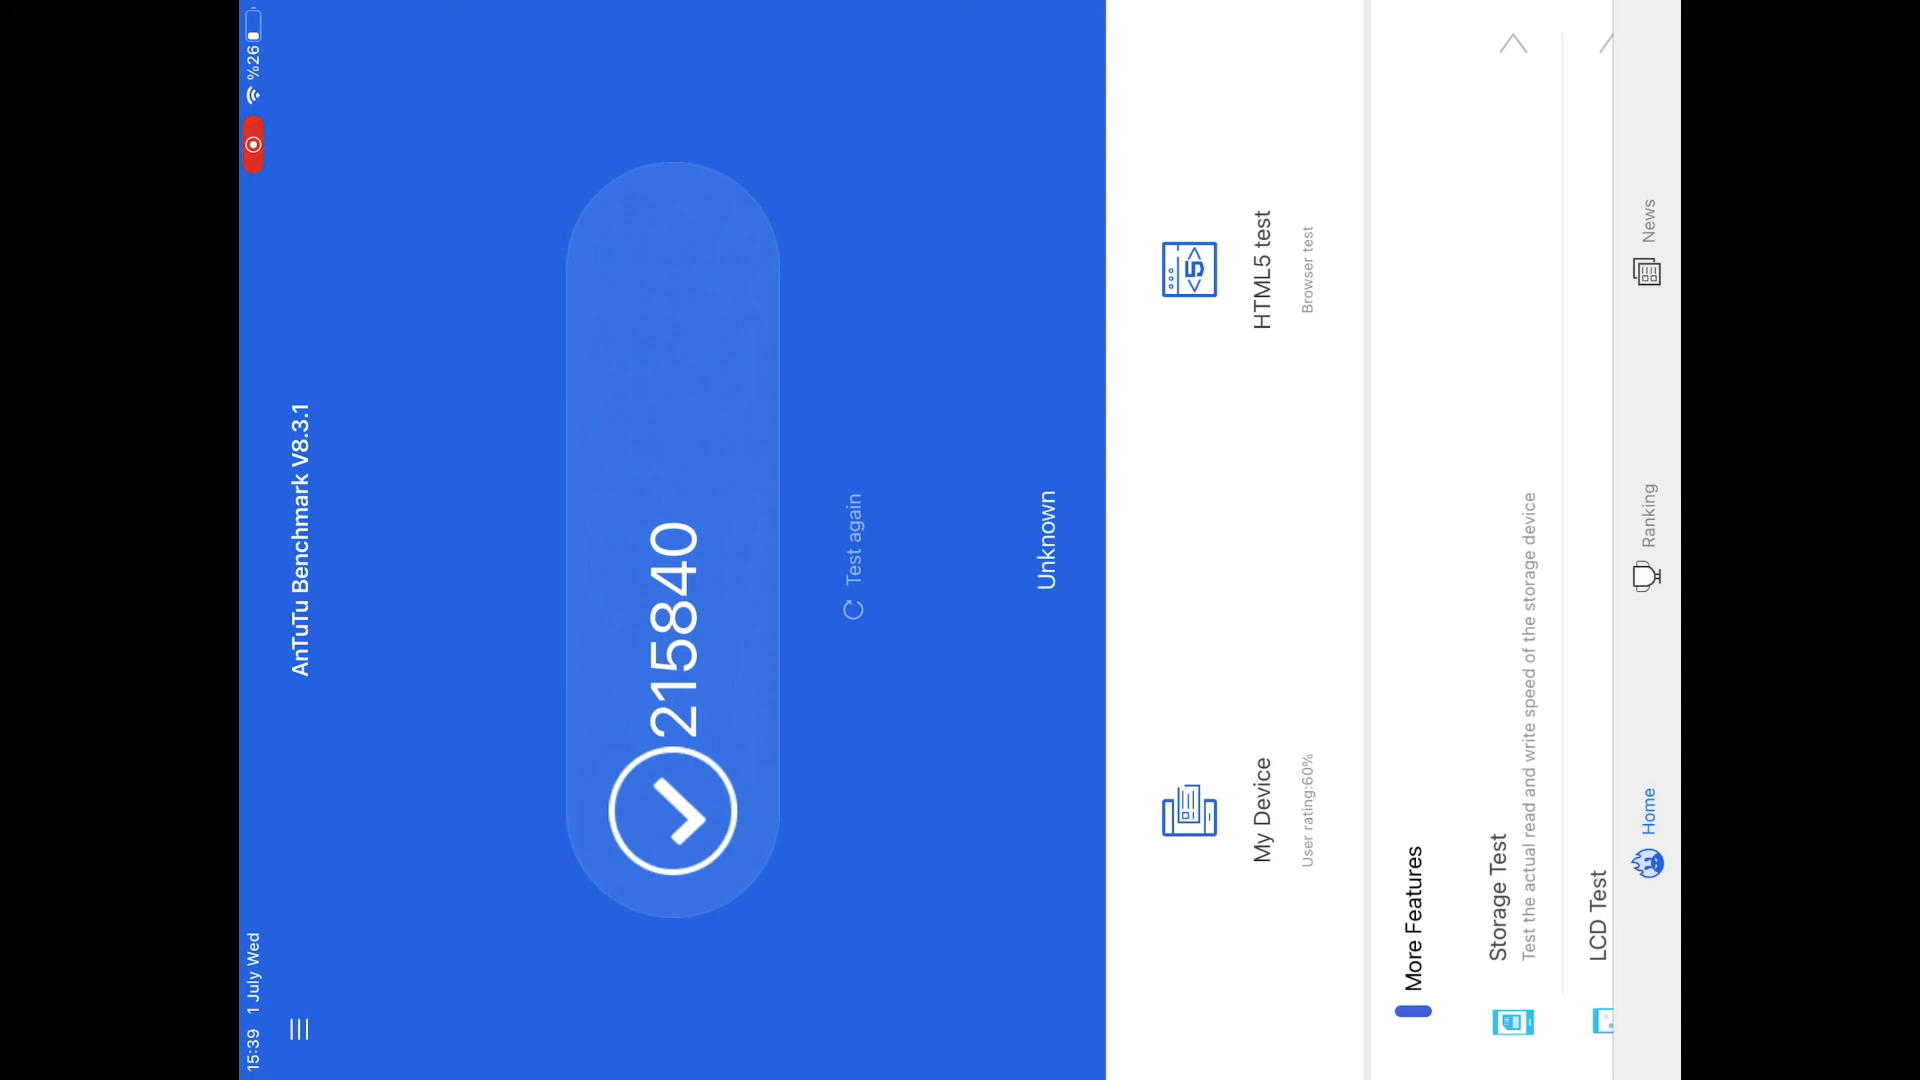 15:39 1 July Wed %26
AnTuTu Benchmark V8.3.1
215840
Test again
Unknown
My Device
User rating:60%
HTML5 test
Browser test
More Features
Storage Test
Test the actual read and write speed of the storage device
LCD Test
Home
Ranking
News